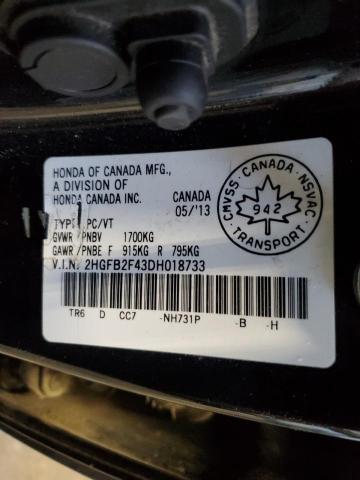 HONDA OF CANADA MFG.,
A DIVISION OF
HONDA CANADA INC.
CANADA
05/'13
TYPE PC/VT
GVWR/PNBV 1700KG
GAWR/PNBE F 915KG R 795KG
V.I.N. 2HGFB2F43DH018733
TR6 D CC7 -NH731P -B -H
CMVSS · CANADA · NSVAC ·
942
TRANSPORT